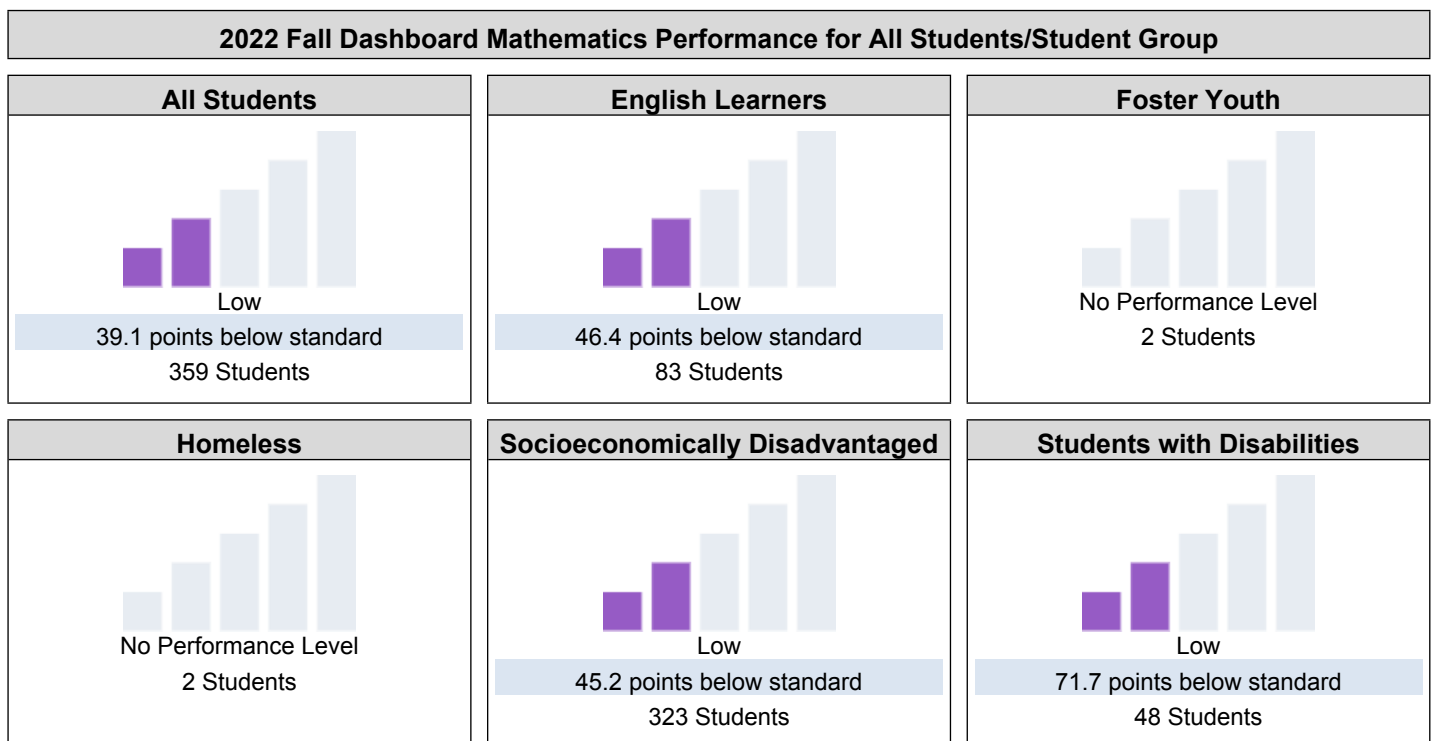 2022 Fall Dashboard Mathematics Performance for All Students/Student Group
All Students
Low
39.1 points below standard
359 Students
English Learners
Low
46.4 points below standard
83 Students
Foster Youth
No Performance Level
2 Students
Homeless
No Performance Level
2 Students
Socioeconomically Disadvantaged
Low
45.2 points below standard
323 Students
Students with Disabilities
Low
71.7 points below standard
48 Students